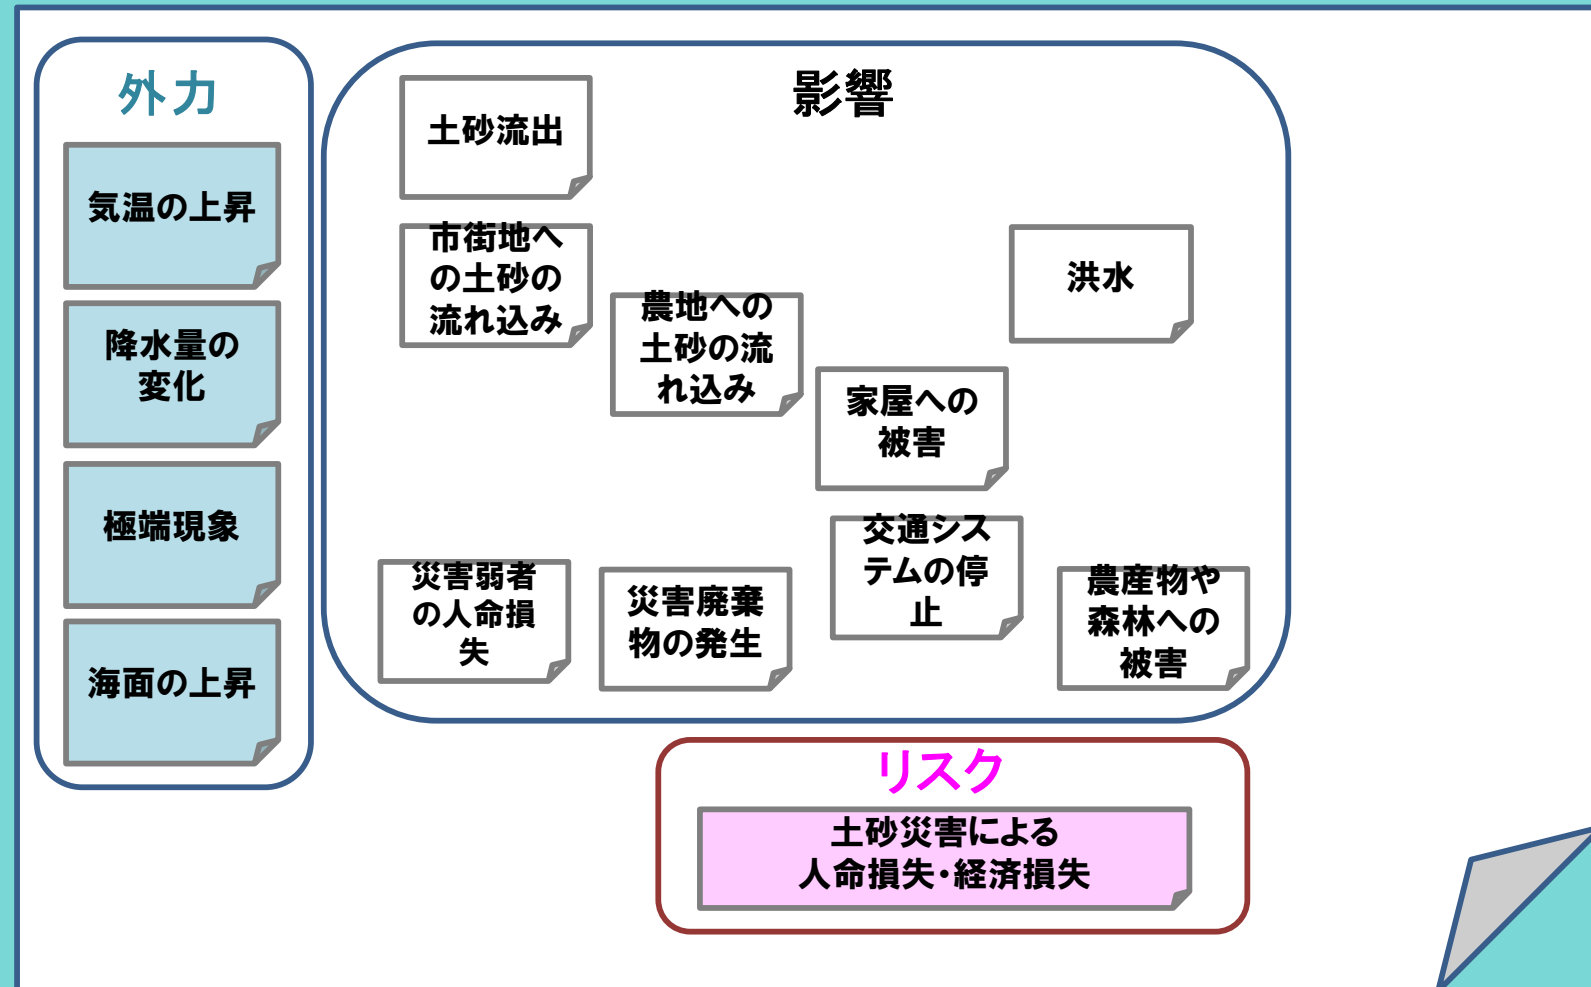 外力
気温の上昇
降水量の
変化
極端現象
海面の上昇
影響
土砂流出
市街地へ
の土砂の
流れ込み
農地への
土砂の流
れ込み
洪水
家屋への
被害
災害弱者
の人命損
失
災害廃棄
物の発生
交通シス
テムの停
止
農産物や
森林への
被害
リスク
土砂災害による
人命損失・経済損失